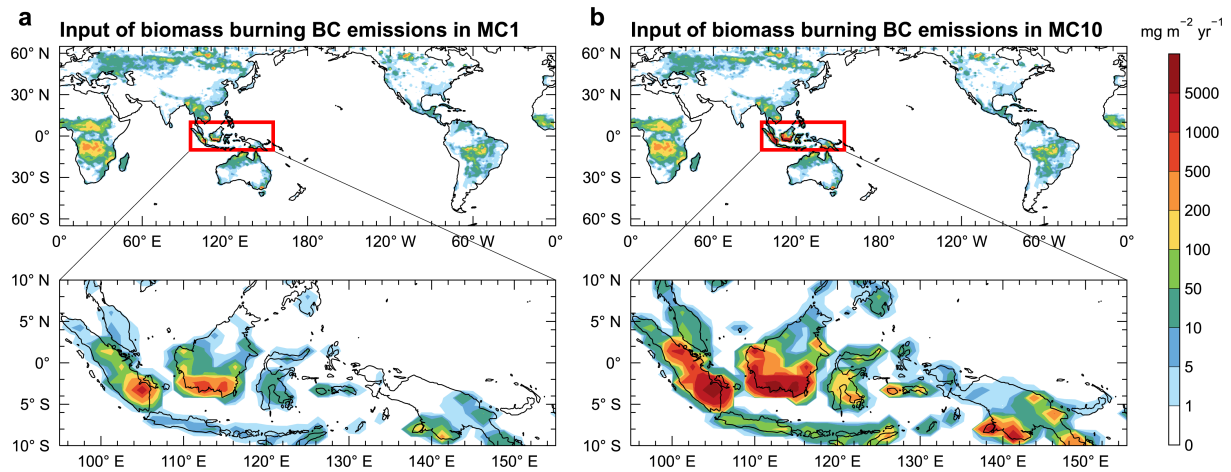 a Input of biomass burning BC emissions in MC1
b Input of biomass burning BC emissions in MC10
mg m⁻² yr⁻¹
60° N
30° N
0°
30° S
60° S
0° 60° E 120° E 180° 120° W 60° W 0°
60° N
30° N
0°
30° S
60° S
0° 60° E 120° E 180° 120° W 60° W 0°
10° N
5° N
0°
5° S
10° S
100° E 110° E 120° E 130° E 140° E 150° E
10° N
5° N
0°
5° S
10° S
100° E 110° E 120° E 130° E 140° E 150° E
5000
1000
500
200
100
50
10
5
1
0